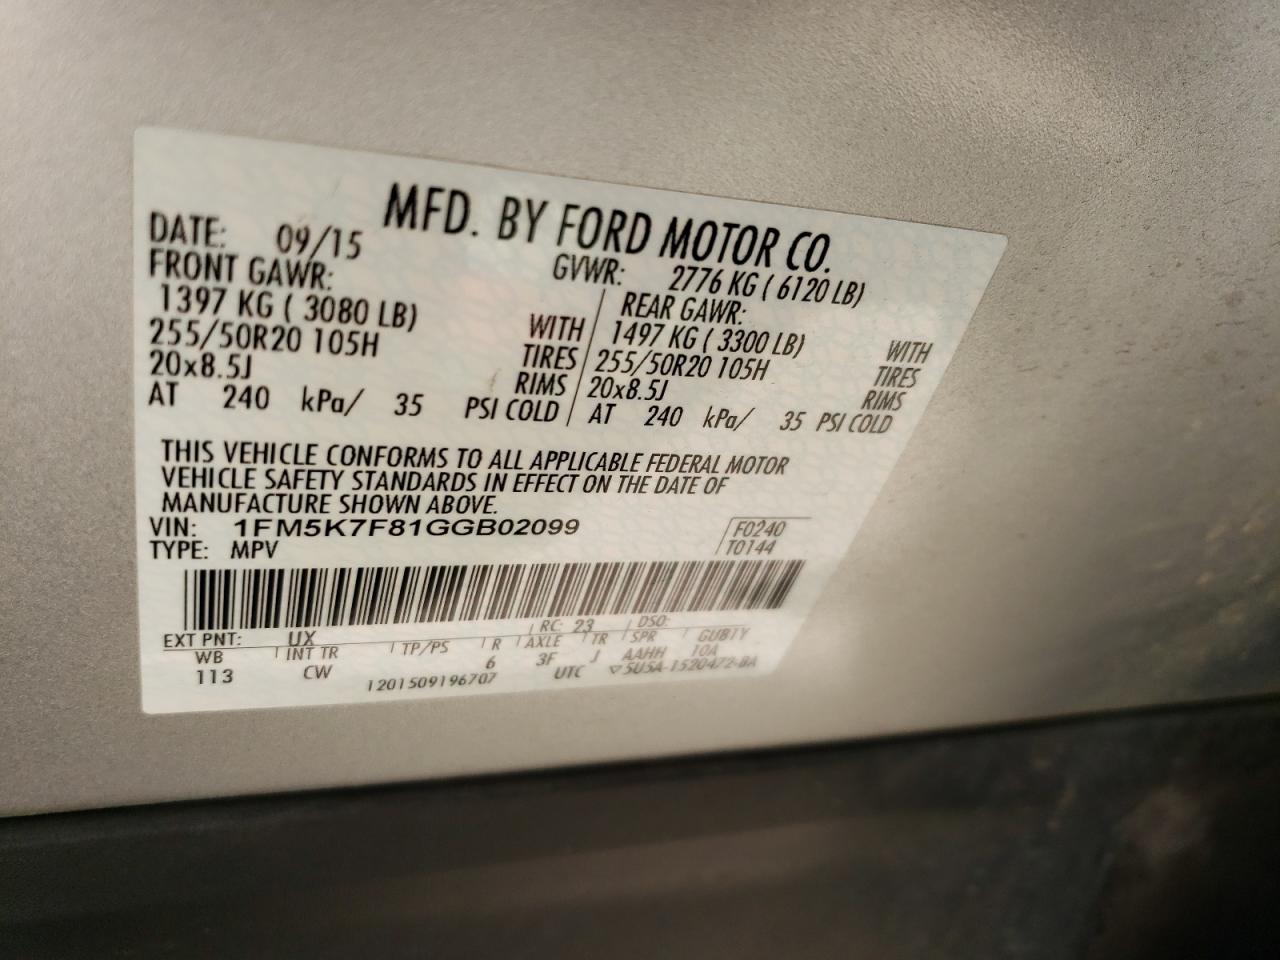 MFD. BY FORD MOTOR CO.
DATE: 09/15 GVWR: 2776 KG ( 6120 LB)
FRONT GAWR: REAR GAWR:
1397 KG ( 3080 LB) WITH 1497 KG ( 3300 LB) WITH
255/50R20 105H TIRES 255/50R20 105H TIRES
20x8.5J RIMS 20x8.5J RIMS
AT 240 kPa/ 35 PSI COLD AT 240 kPa/ 35 PSI COLD
THIS VEHICLE CONFORMS TO ALL APPLICABLE FEDERAL MOTOR
VEHICLE SAFETY STANDARDS IN EFFECT ON THE DATE OF
MANUFACTURE SHOWN ABOVE.
VIN: 1FM5K7F81GGB02099 F0240
TYPE: MPV T0144
EXT PNT: UX RC: 23 DSO:
WB INT TR TP/PS R AXLE TR SPR GUBTY
113 CW 6 3F J AAHH 10A
1201509196707 UTC ▽5U5A-1520472-BA